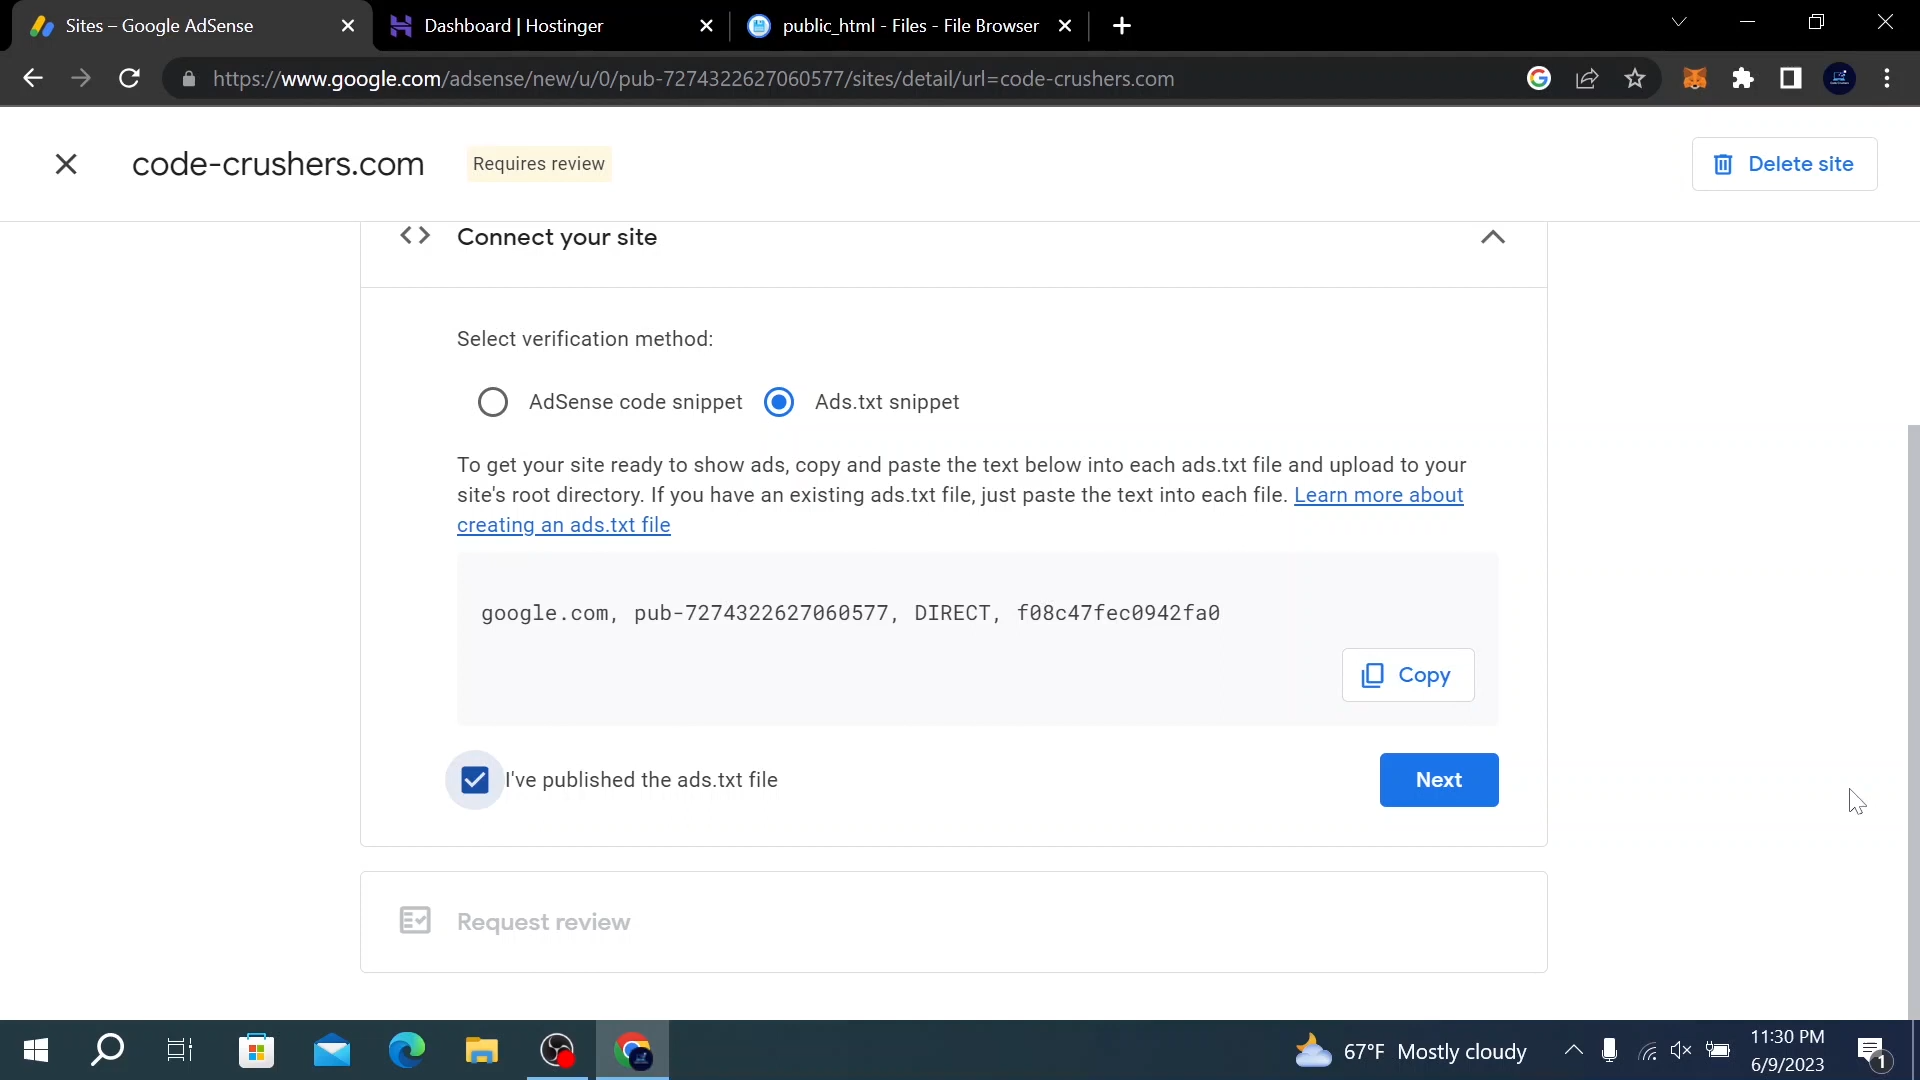 Sites – Google AdSense
Dashboard | Hostinger
public_html - Files - File Browser
https://www.google.com/adsense/new/u/0/pub-7274322627060577/sites/detail/url=code-crushers.com
code-crushers.com
Requires review
Delete site
Connect your site
Select verification method:
AdSense code snippet
Ads.txt snippet
To get your site ready to show ads, copy and paste the text below into each ads.txt file and upload to your
site's root directory. If you have an existing ads.txt file, just paste the text into each file. Learn more about
creating an ads.txt file
google.com, pub-7274322627060577, DIRECT, f08c47fec0942fa0
Copy
I've published the ads.txt file
Next
Request review
67°F Mostly cloudy
11:30 PM
6/9/2023
1